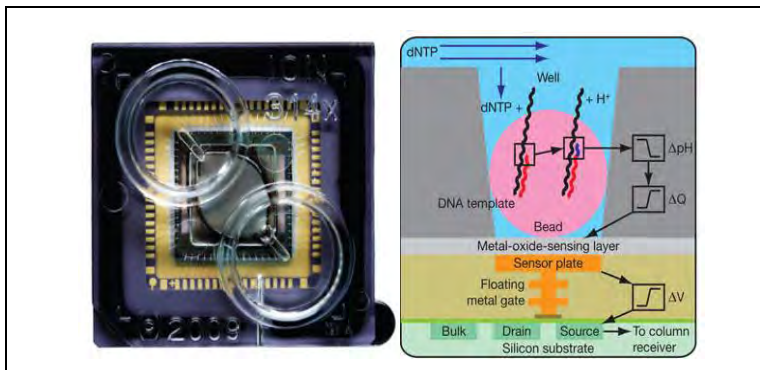 ION
314X
© 2009
dNTP
Well
dNTP +
+ H⁺
ΔpH
DNA template
ΔQ
Bead
Metal-oxide-sensing layer
Sensor plate
Floating
metal gate
ΔV
Bulk
Drain
Source
To column
receiver
Silicon substrate